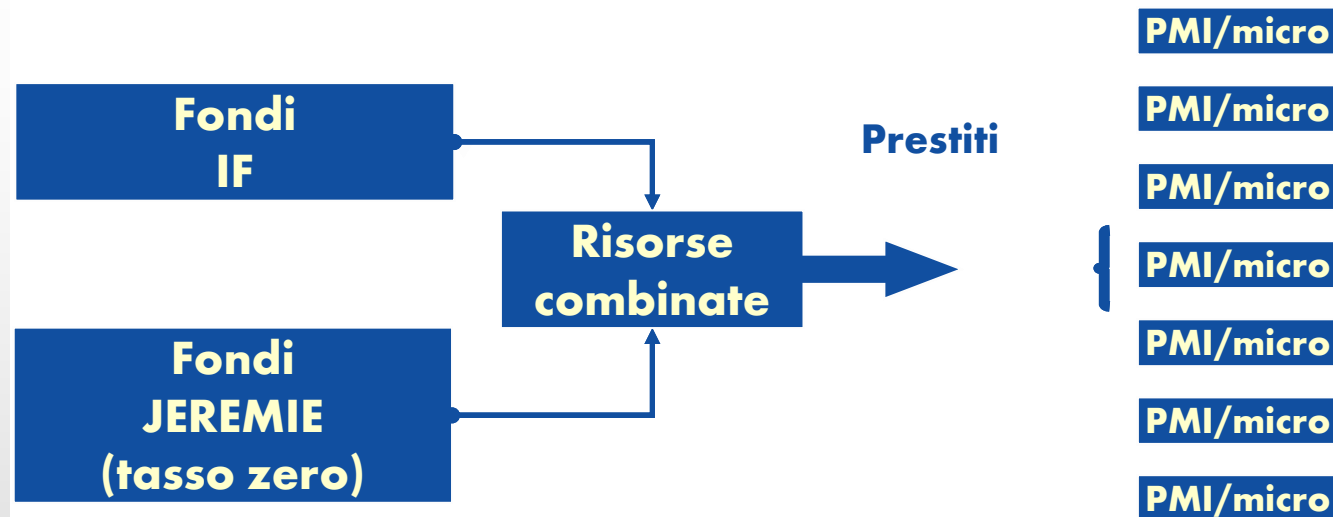 Fondi
IF
Fondi
JEREMIE
(tasso zero)
Risorse
combinate
Prestiti
PMI/micro
PMI/micro
PMI/micro
PMI/micro
PMI/micro
PMI/micro
PMI/micro